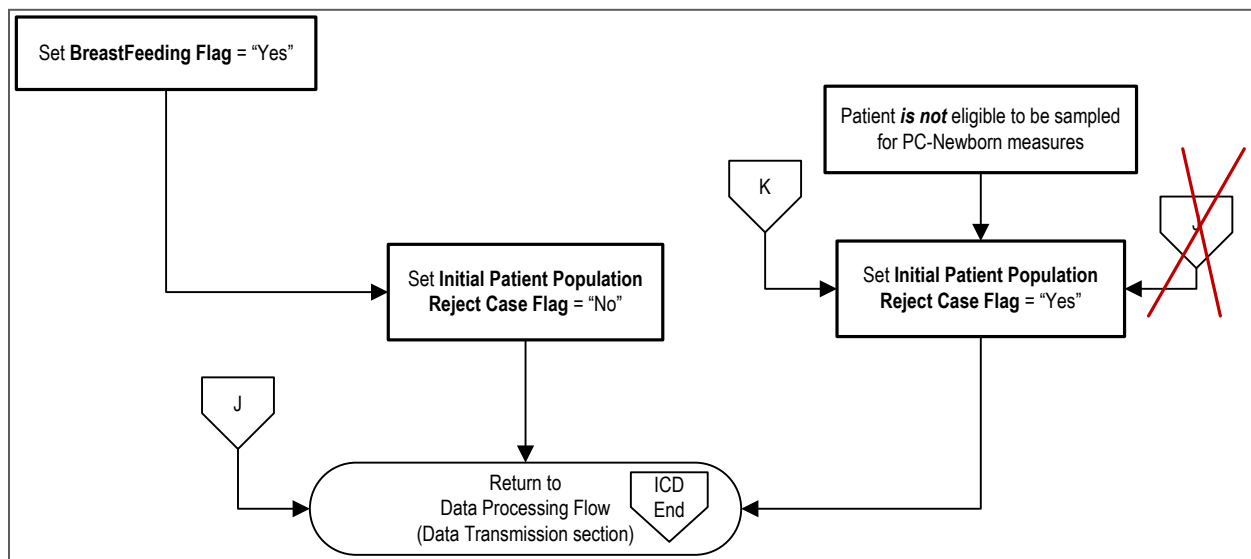 Set BreastFeeding Flag = “Yes”
Patient is not eligible to be sampled
for PC-Newborn measures
K
J
Set Initial Patient Population
Reject Case Flag = “No”
Set Initial Patient Population
Reject Case Flag = “Yes”
J
Return to
Data Processing Flow
(Data Transmission section)
ICD
End